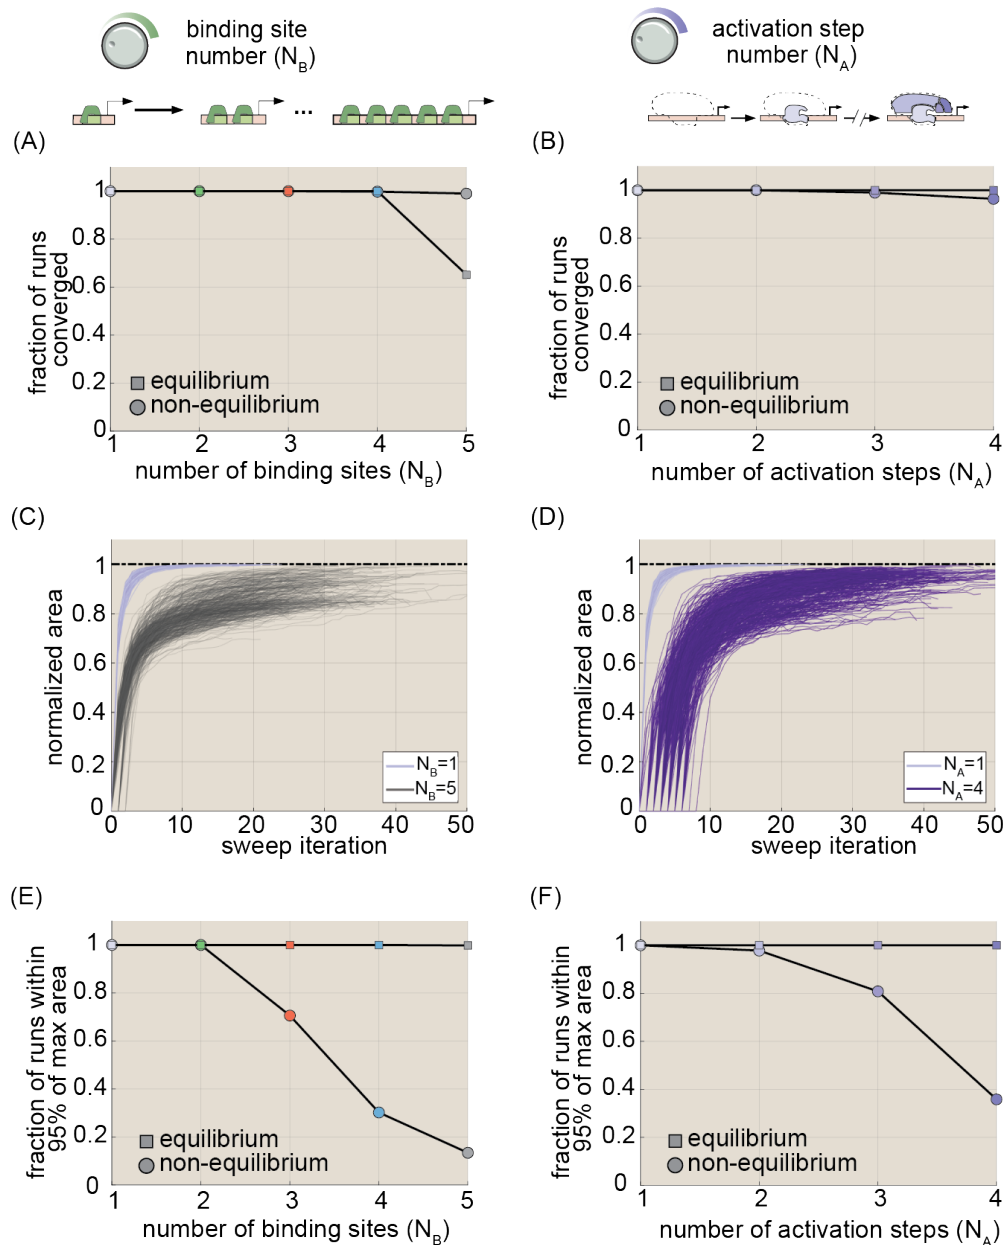 binding site
number (N_B)
activation step
number (N_A)
...
(A)
(B)
fraction of runs
converged
1
0.8
0.6
0.4
0.2
0
equilibrium
non-equilibrium
1
2
3
4
5
number of binding sites (N_B)
fraction of runs
converged
1
0.8
0.6
0.4
0.2
0
equilibrium
non-equilibrium
1
2
3
4
number of activation steps (N_A)
(C)
(D)
normalized area
1
0.8
0.6
0.4
0.2
0
N_B=1
N_B=5
0
10
20
30
40
50
sweep iteration
normalized area
1
0.8
0.6
0.4
0.2
0
N_A=1
N_A=4
0
10
20
30
40
50
sweep iteration
(E)
(F)
fraction of runs within
95% of max area
1
0.8
0.6
0.4
0.2
0
equilibrium
non-equilibrium
1
2
3
4
5
number of binding sites (N_B)
fraction of runs within
95% of max area
1
0.8
0.6
0.4
0.2
0
equilibrium
non-equilibrium
1
2
3
4
number of activation steps (N_A)